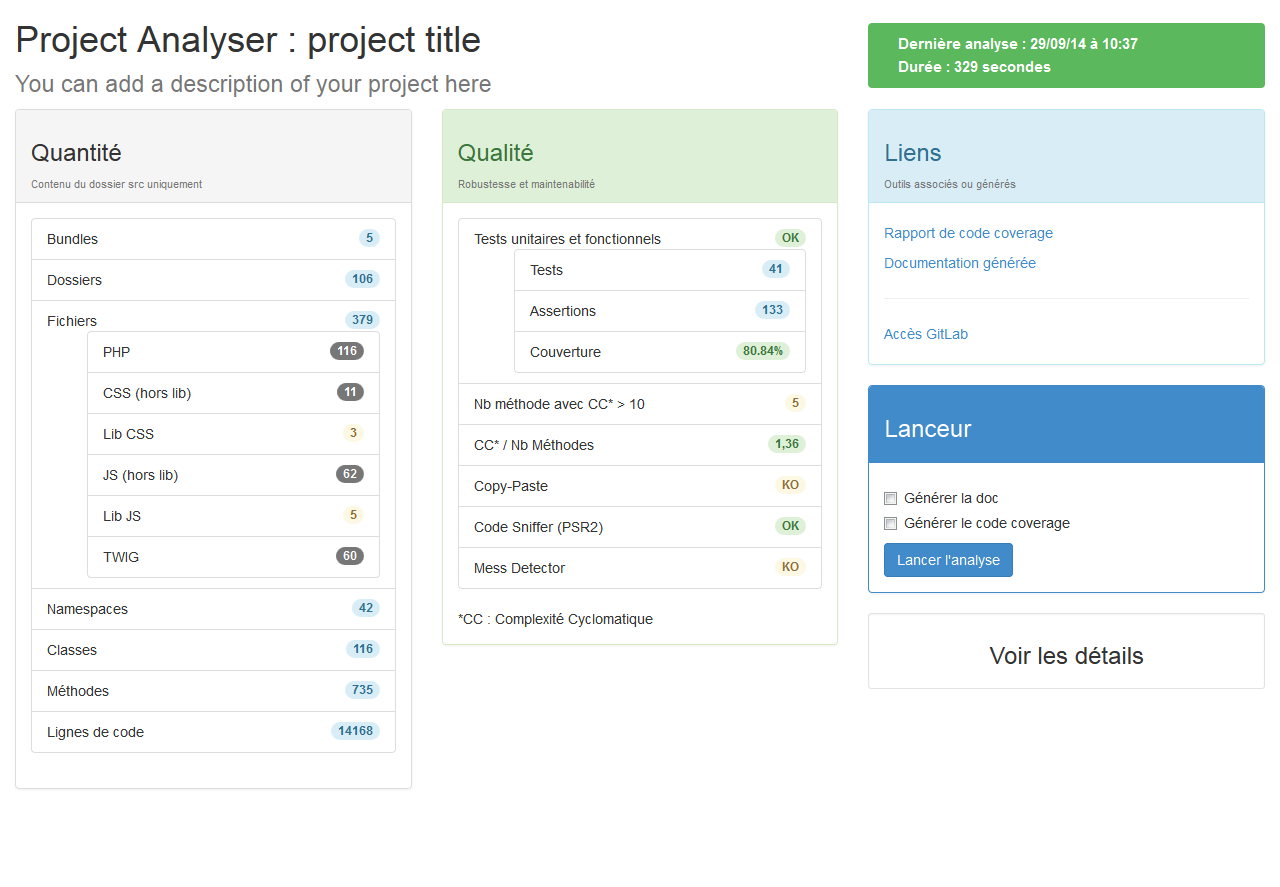 Project Analyser : project title
You can add a description of your project here
Dernière analyse : 29/09/14 à 10:37
Durée : 329 secondes
Quantité
Contenu du dossier src uniquement
Bundles 5
Dossiers 106
Fichiers 379
PHP 116
CSS (hors lib) 11
Lib CSS 3
JS (hors lib) 62
Lib JS 5
TWIG 60
Namespaces 42
Classes 116
Méthodes 735
Lignes de code 14168
Qualité
Robustesse et maintenabilité
Tests unitaires et fonctionnels OK
Tests 41
Assertions 133
Couverture 80.84%
Nb méthode avec CC* > 10 5
CC* / Nb Méthodes 1,36
Copy-Paste KO
Code Sniffer (PSR2) OK
Mess Detector KO
*CC : Complexité Cyclomatique
Liens
Outils associés ou générés
Rapport de code coverage
Documentation générée
Accès GitLab
Lanceur
Générer la doc
Générer le code coverage
Lancer l'analyse
Voir les détails